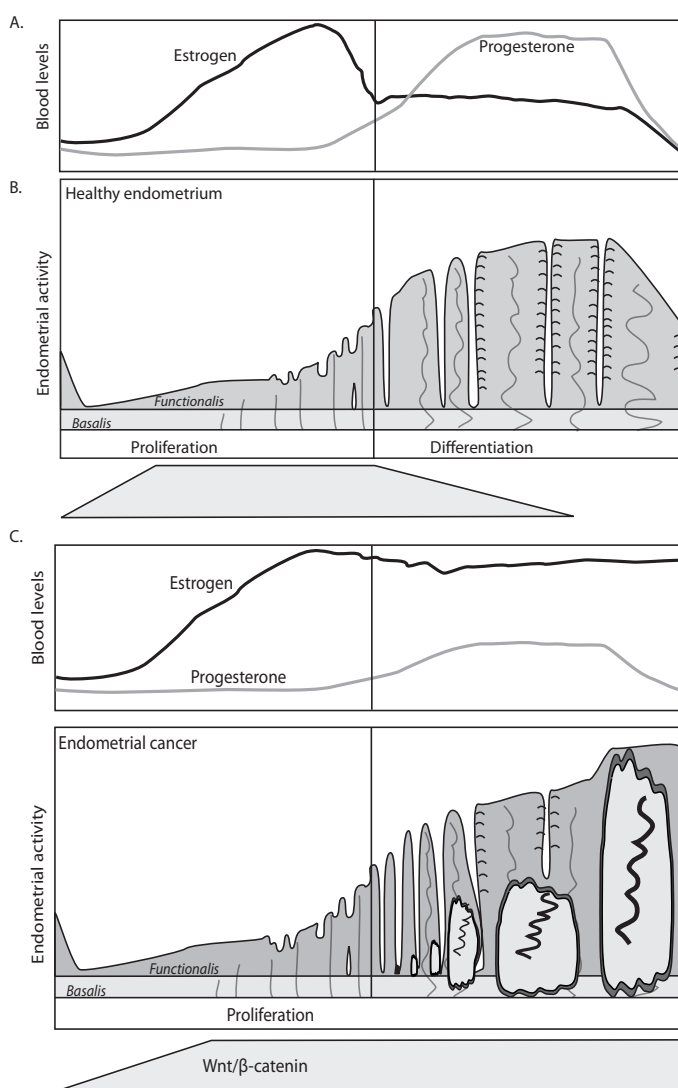 A.
Blood levels
Estrogen
Progesterone
B.
Healthy endometrium
Endometrial activity
Functionalis
Basalis
Proliferation
Differentiation
C.
Blood levels
Estrogen
Progesterone
Endometrial cancer
Endometrial activity
Functionalis
Basalis
Proliferation
Wnt/β-catenin